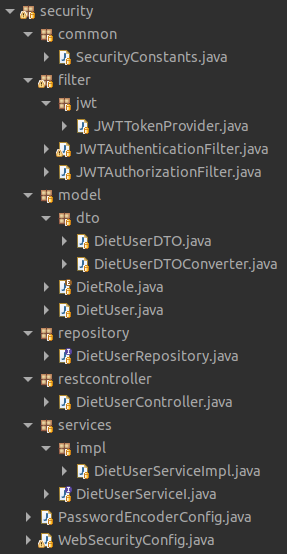 security
common
SecurityConstants.java
filter
jwt
JWTTokenProvider.java
JWTAuthenticationFilter.java
JWTAuthorizationFilter.java
model
dto
DietUserDTO.java
DietUserDTOConverter.java
DietRole.java
DietUser.java
repository
DietUserRepository.java
restcontroller
DietUserController.java
services
impl
DietUserServiceImpl.java
DietUserServiceI.java
PasswordEncoderConfig.java
WebSecurityConfig.java